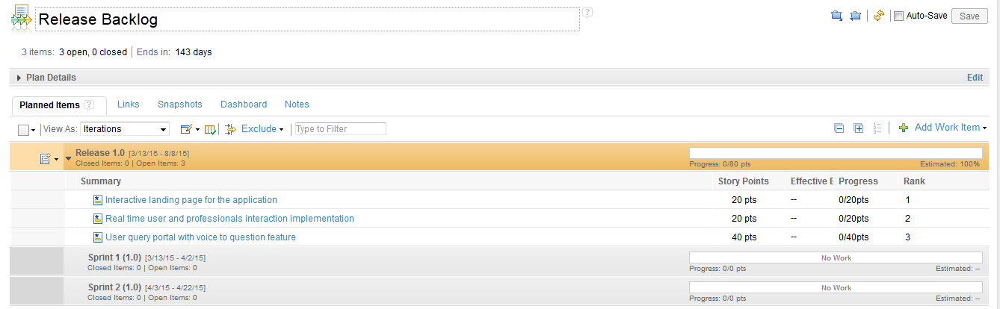 Release Backlog ?
Auto-Save Save
3 items: 3 open, 0 closed Ends in: 143 days
Plan Details Edit
Planned Items ? Links Snapshots Dashboard Notes
View As: Iterations Exclude Type to Filter Add Work Item
Release 1.0 [3/13/15 - 8/8/15]
Closed Items: 0 | Open Items: 3 Progress: 0/80 pts Estimated: 100%
Summary Story Points Effective E Progress Rank
Interactive landing page for the application 20 pts -- 0/20pts 1
Real time user and professionals interaction implementation 20 pts -- 0/20pts 2
User query portal with voice to question feature 40 pts -- 0/40pts 3
Sprint 1 (1.0) [3/13/15 - 4/2/15] No Work
Closed Items: 0 | Open Items: 0 Progress: 0/0 pts Estimated: --
Sprint 2 (1.0) [4/3/15 - 4/22/15] No Work
Closed Items: 0 | Open Items: 0 Progress: 0/0 pts Estimated: --